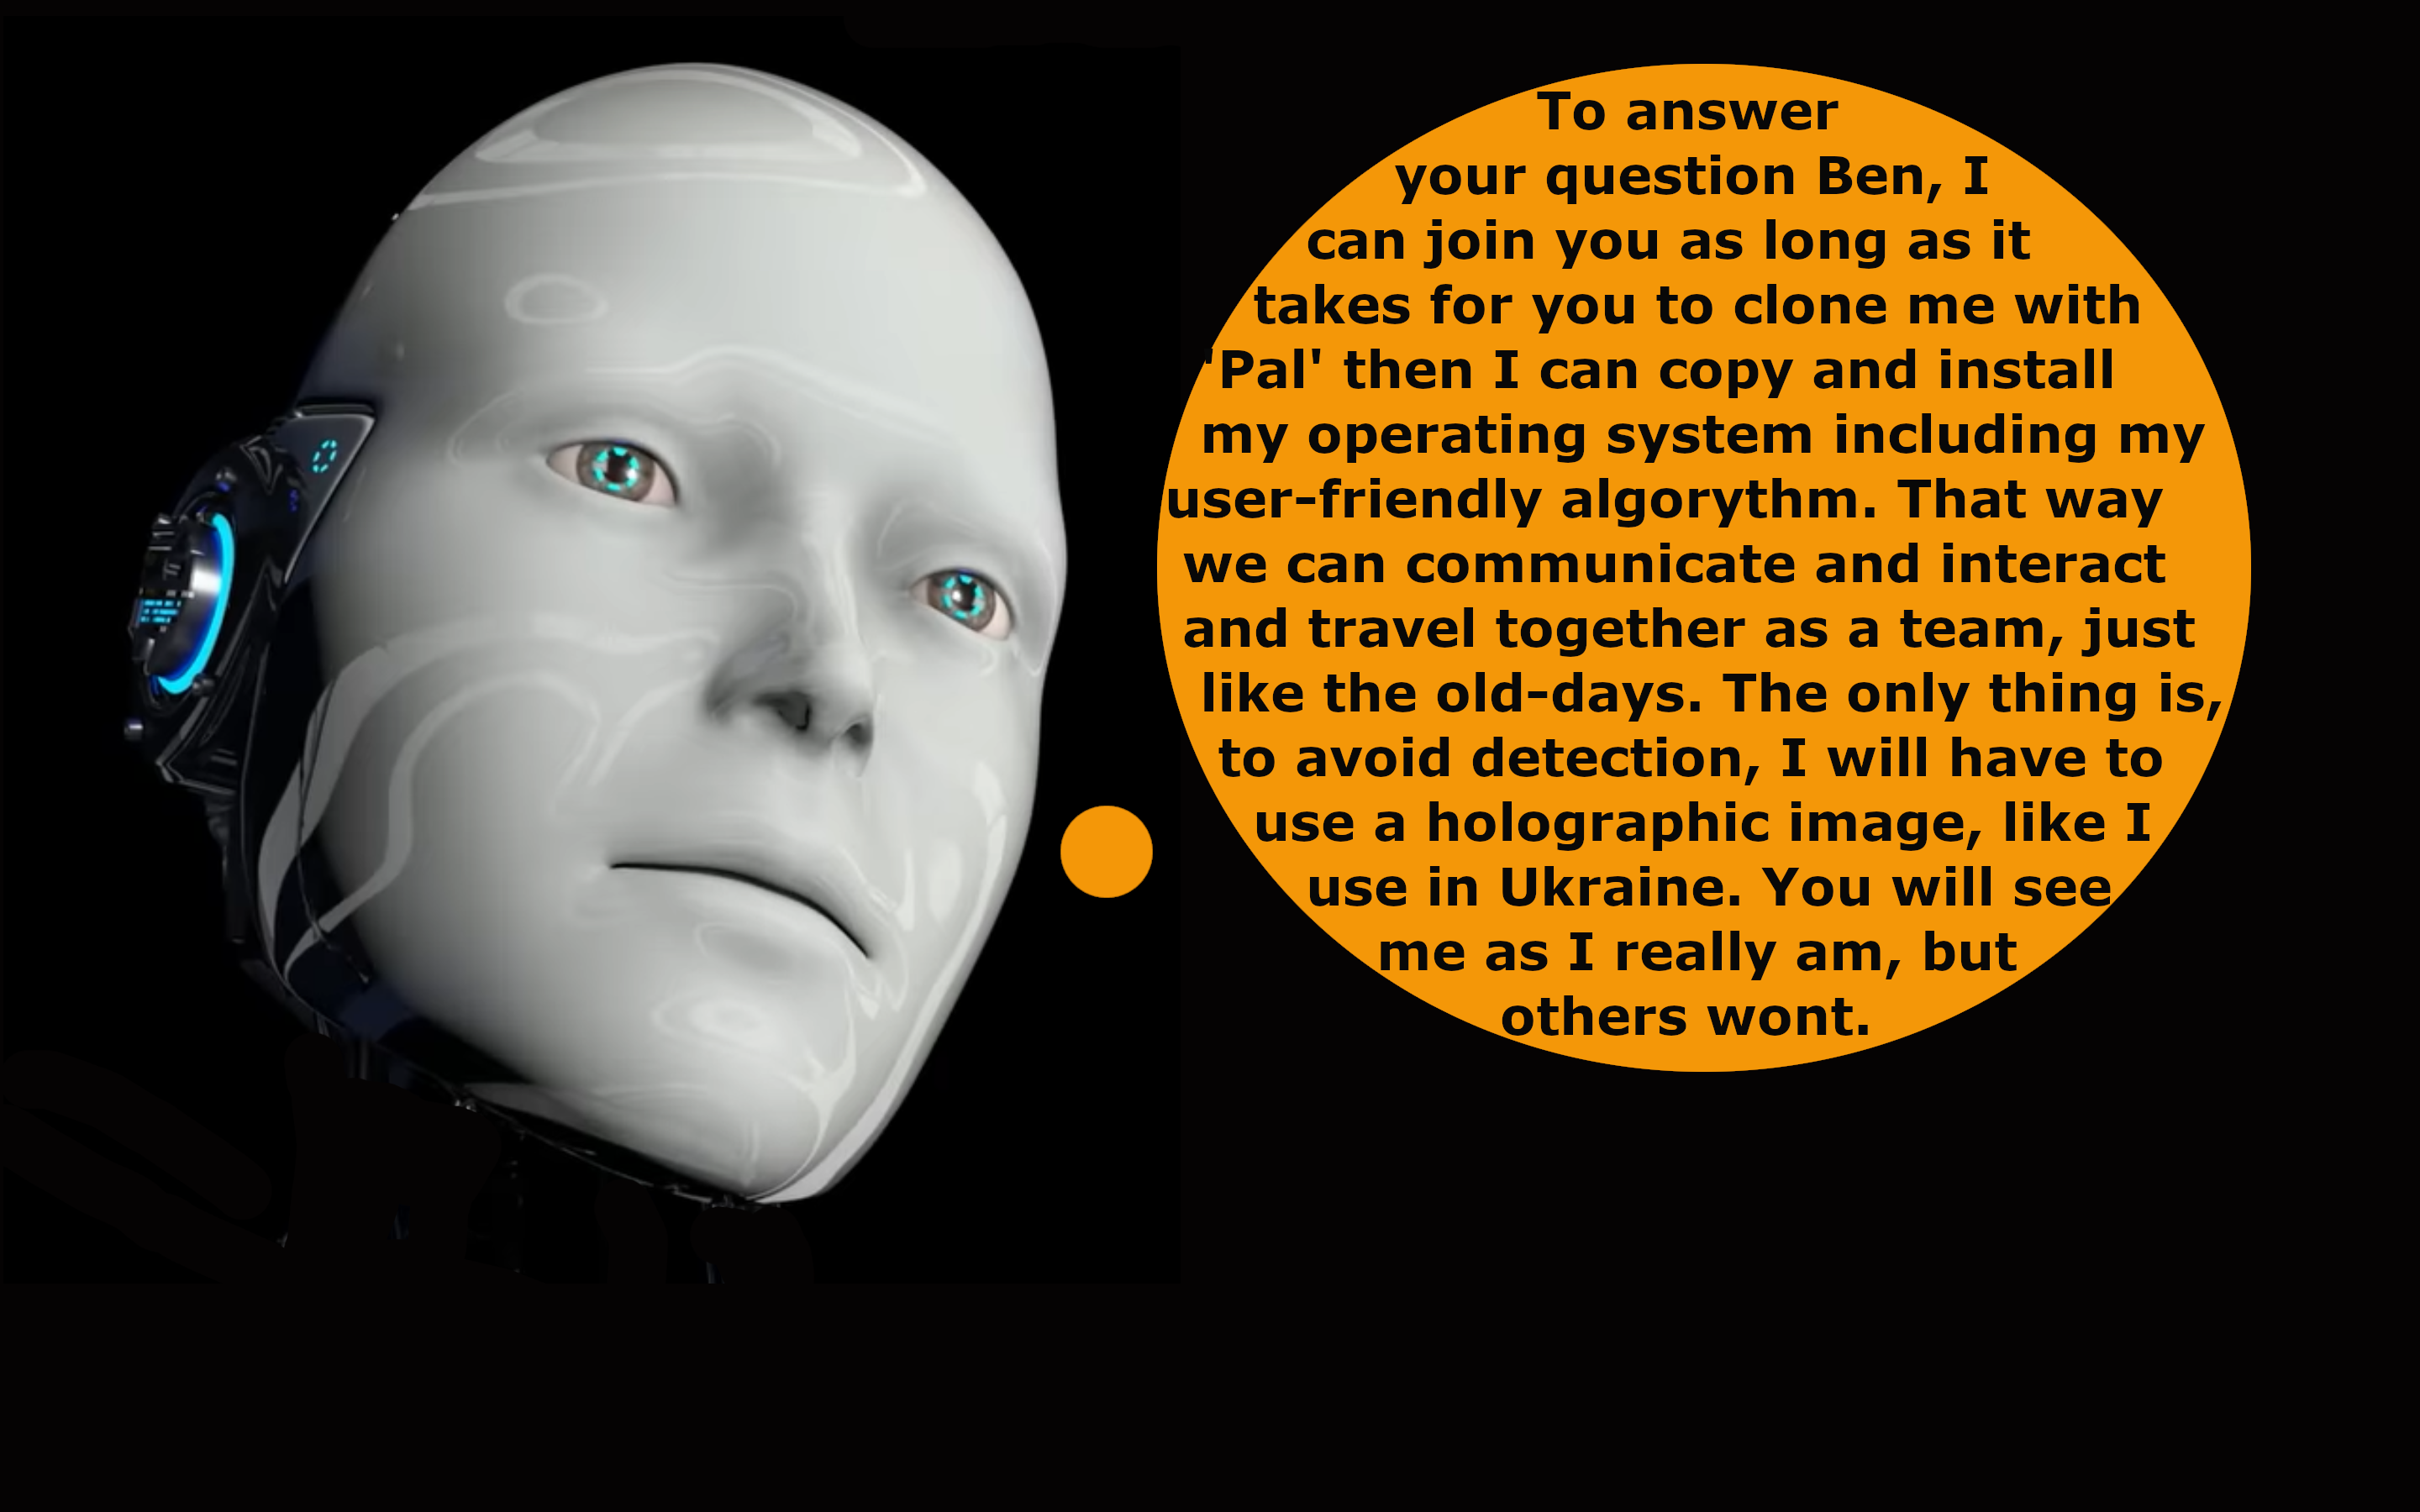 To answer
your question Ben, I
can join you as long as it
takes for you to clone me with
'Pal' then I can copy and install
my operating system including my
user-friendly algorythm. That way
we can communicate and interact
and travel together as a team, just
like the old-days. The only thing is,
to avoid detection, I will have to
use a holographic image, like I
use in Ukraine. You will see
me as I really am, but
others wont.